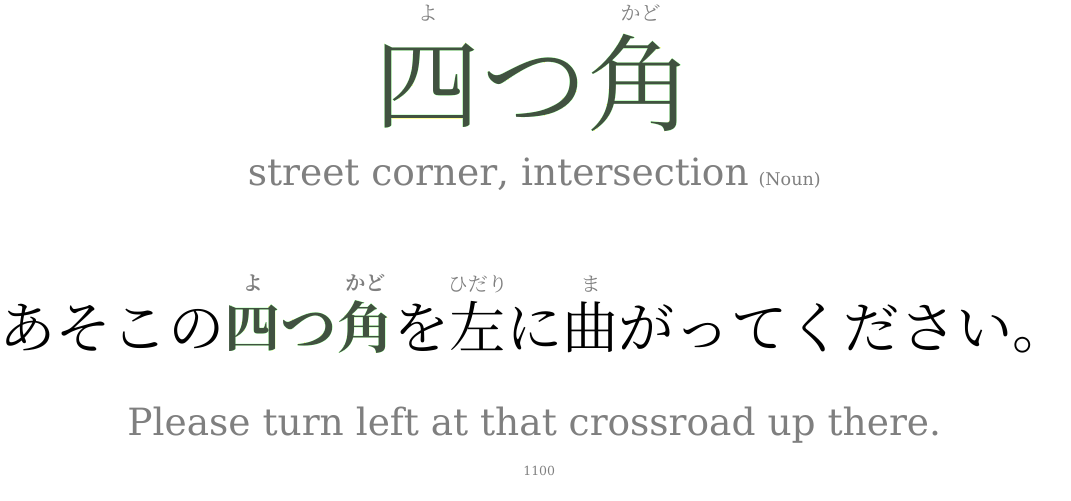 よ かど
四つ角
street corner, intersection (Noun)
よ かど ひだり ま
あそこの四つ角を左に曲がってください。
Please turn left at that crossroad up there.
1100